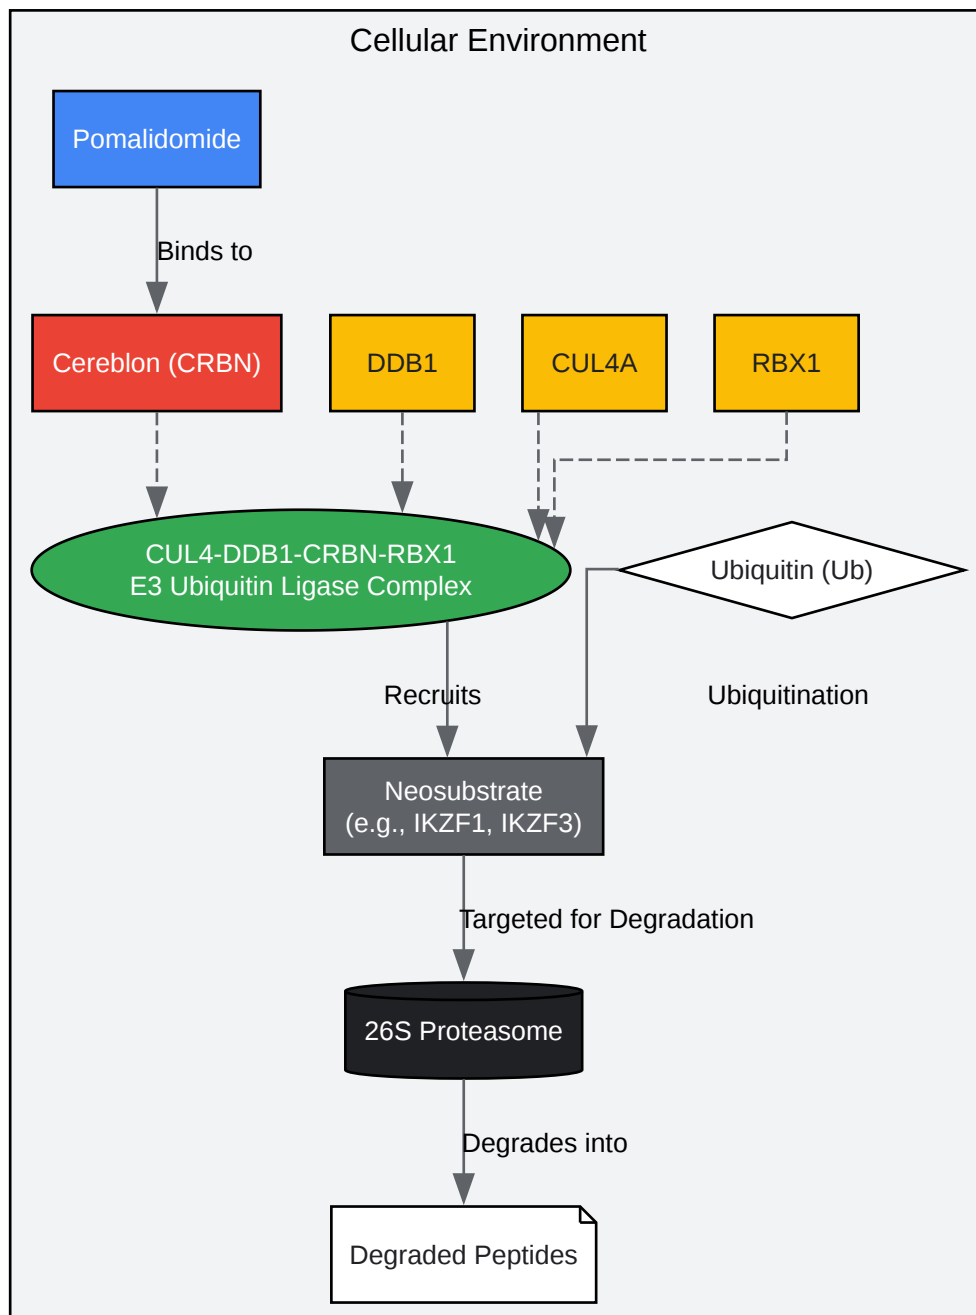 Cellular Environment
Pomalidomide
Binds to
Cereblon (CRBN)
DDB1
CUL4A
RBX1
CUL4-DDB1-CRBN-RBX1
E3 Ubiquitin Ligase Complex
Ubiquitin (Ub)
Recruits
Ubiquitination
Neosubstrate
(e.g., IKZF1, IKZF3)
Targeted for Degradation
26S Proteasome
Degrades into
Degraded Peptides